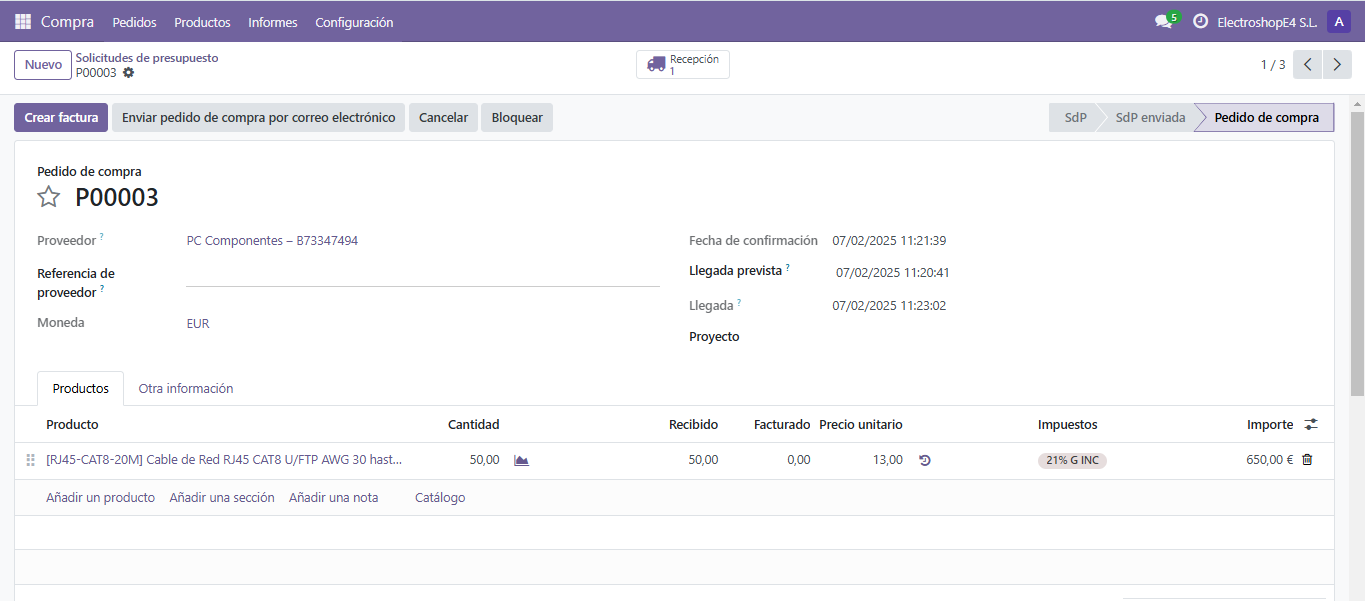 Compra Pedidos Productos Informes Configuración 5 ElectroshopE4 S.L. A
Nuevo Solicitudes de presupuesto
P00003
Recepción
1
1 / 3
Crear factura Enviar pedido de compra por correo electrónico Cancelar Bloquear SdP SdP enviada Pedido de compra
Pedido de compra
P00003
Proveedor ? PC Componentes – B73347494
Referencia de
proveedor ?
Moneda EUR
Fecha de confirmación 07/02/2025 11:21:39
Llegada prevista ? 07/02/2025 11:20:41
Llegada ? 07/02/2025 11:23:02
Proyecto
Productos Otra información
Producto Cantidad Recibido Facturado Precio unitario Impuestos Importe
[RJ45-CAT8-20M] Cable de Red RJ45 CAT8 U/FTP AWG 30 hast... 50,00 50,00 0,00 13,00 21% G INC 650,00 €
Añadir un producto Añadir una sección Añadir una nota Catálogo